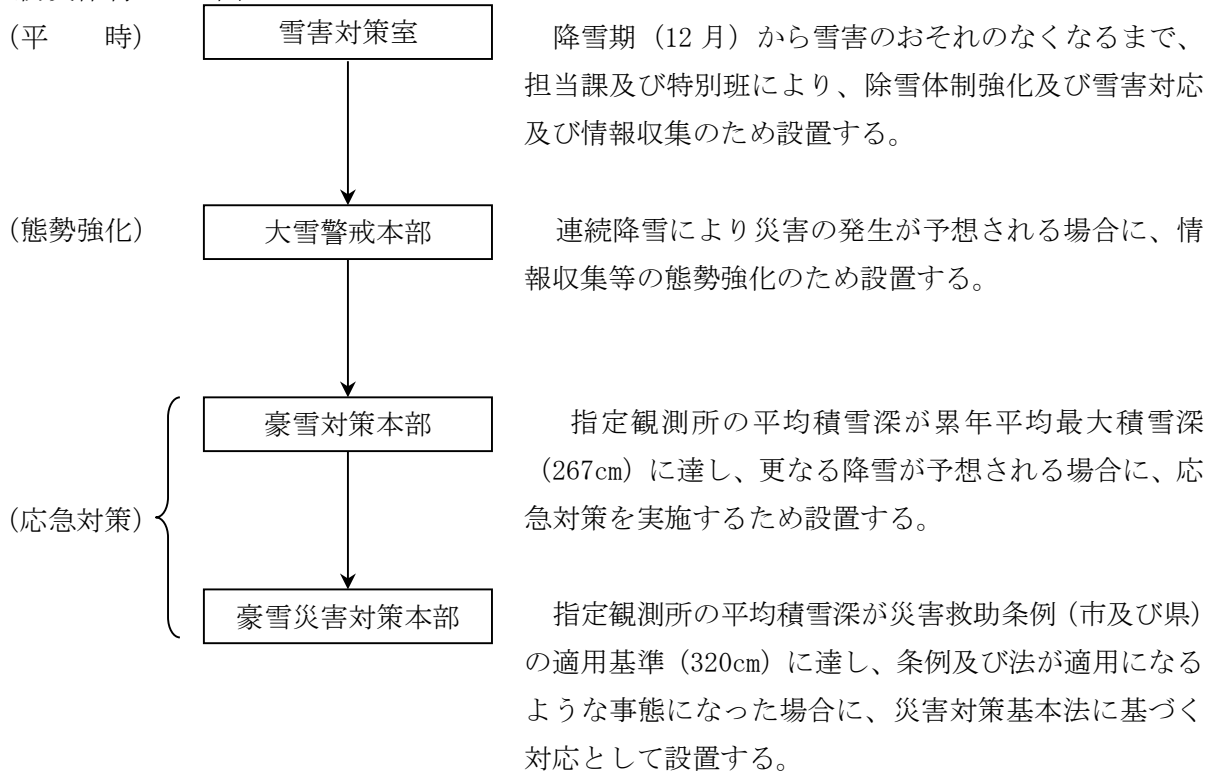 (平　　時)
雪害対策室
降雪期（12 月）から雪害のおそれのなくなるまで、
担当課及び特別班により、除雪体制強化及び雪害対応
及び情報収集のため設置する。
(態勢強化)
大雪警戒本部
連続降雪により災害の発生が予想される場合に、情
報収集等の態勢強化のため設置する。
豪雪対策本部
指定観測所の平均積雪深が累年平均最大積雪深
（267cm）に達し、更なる降雪が予想される場合に、応
急対策を実施するため設置する。
(応急対策)
豪雪災害対策本部
指定観測所の平均積雪深が災害救助条例（市及び県）
の適用基準（320cm）に達し、条例及び法が適用になる
ような事態になった場合に、災害対策基本法に基づく
対応として設置する。